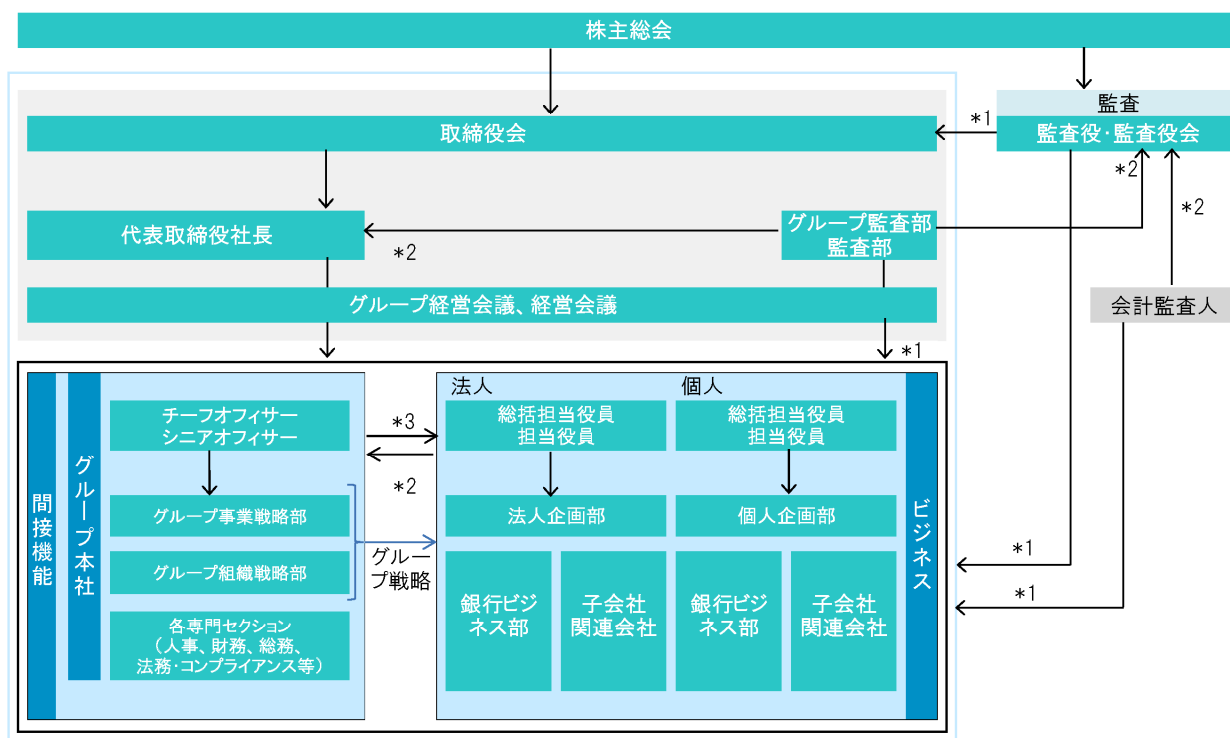 株主総会
監査
取締役会
*1
監査役・監査役会
*2
*2
代表取締役社長
*2
グループ監査部
監査部
グループ経営会議、経営会議
会計監査人
*1
間接機能
グループ本社
チーフオフィサー
シニアオフィサー
グループ事業戦略部
グループ組織戦略部
各専門セクション
（人事、財務、総務、
法務・コンプライアンス等）
*3
*2
グルー
プ戦略
法人
総括担当役員
担当役員
法人企画部
銀行ビジ
ネス部
子会社
関連会社
個人
総括担当役員
担当役員
個人企画部
銀行ビジ
ネス部
子会社
関連会社
ビジネス
*1
*1